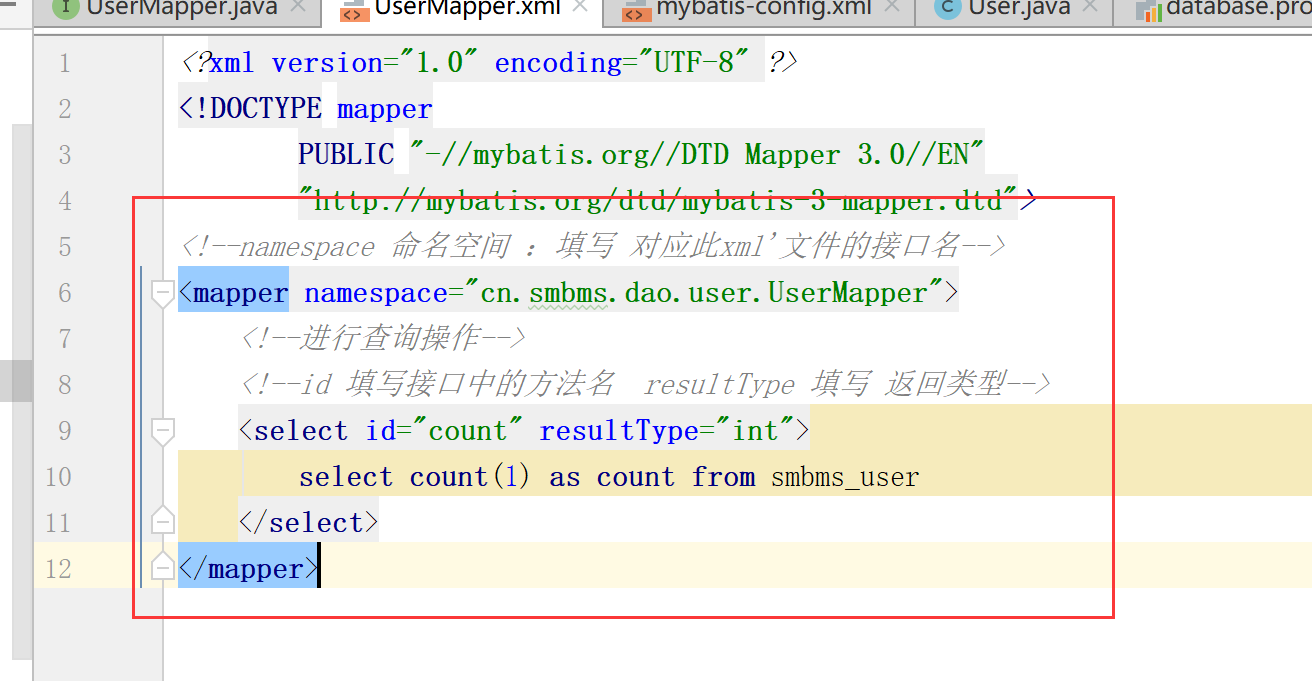 UserMapper.java
UserMapper.xml
mybatis-config.xml
User.java
database.pro
1 <?xml version="1.0" encoding="UTF-8" ?>
2 <!DOCTYPE mapper
3 PUBLIC "-//mybatis.org//DTD Mapper 3.0//EN"
4 "http://mybatis.org/dtd/mybatis-3-mapper.dtd">
5 <!--namespace 命名空间 : 填写 对应此xml'文件的接口名-->
6 <mapper namespace="cn.smbms.dao.user.UserMapper">
7 <!--进行查询操作-->
8 <!--id 填写接口中的方法名 resultType 填写 返回类型-->
9 <select id="count" resultType="int">
10 select count(1) as count from smbms_user
11 </select>
12 </mapper>